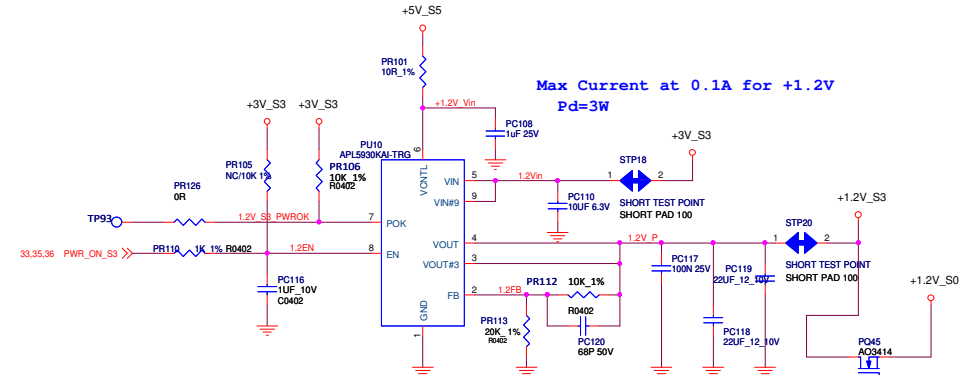 +5V_S5
PR101
10R_1%
Max Current at 0.1A for +1.2V
Pd=3W
+1.2V_Vin
+3V_S3
+3V_S3
PC108
1uF 25V
PU10
APL5930KAI-TRG
6
+3V_S3
PR105
NC/10K 1%
PR106
10K_1%
R0402
VCNTL
VIN
5
1.2Vin
STP18
1
2
PR126
0R
VIN#9
9
PC110
10UF 6.3V
SHORT TEST POINT
SHORT PAD 100
+1.2V_S3
TP93
1.2V_S3_PWROK
7
POK
STP20
33,35,36 PWR_ON_S3
PR110
1K_1%
R0402
1.2EN
8
EN
VOUT
4
1.2V_P
1
2
VOUT#3
3
PC117
100N 25V
PC119
22UF_12_10V
SHORT TEST POINT
SHORT PAD 100
PC116
1UF_10V
C0402
FB
2
1.2FB
PR112
10K_1%
R0402
+1.2V_S0
GND
1
PR113
20K_1%
R0402
PC120
68P 50V
PC118
22UF_12_10V
PQ45
AO3414